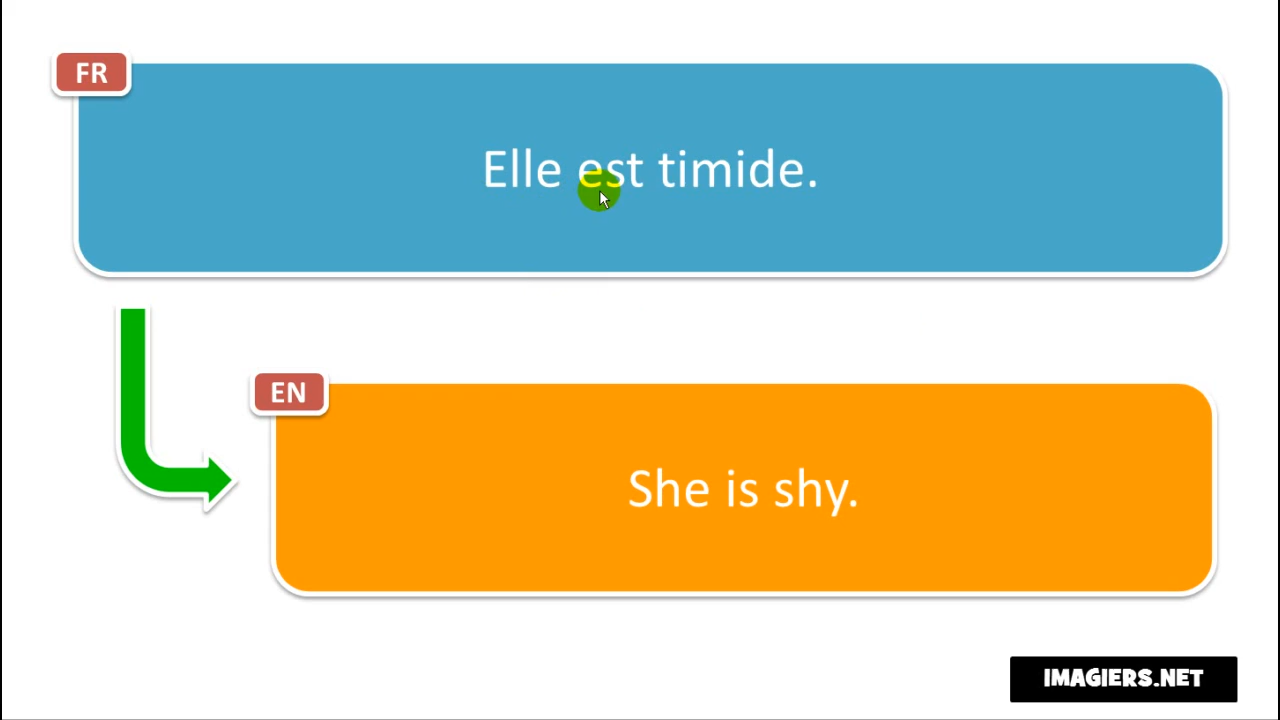 FR
Elle est timide.
EN
She is shy.
IMAGIERS.NET